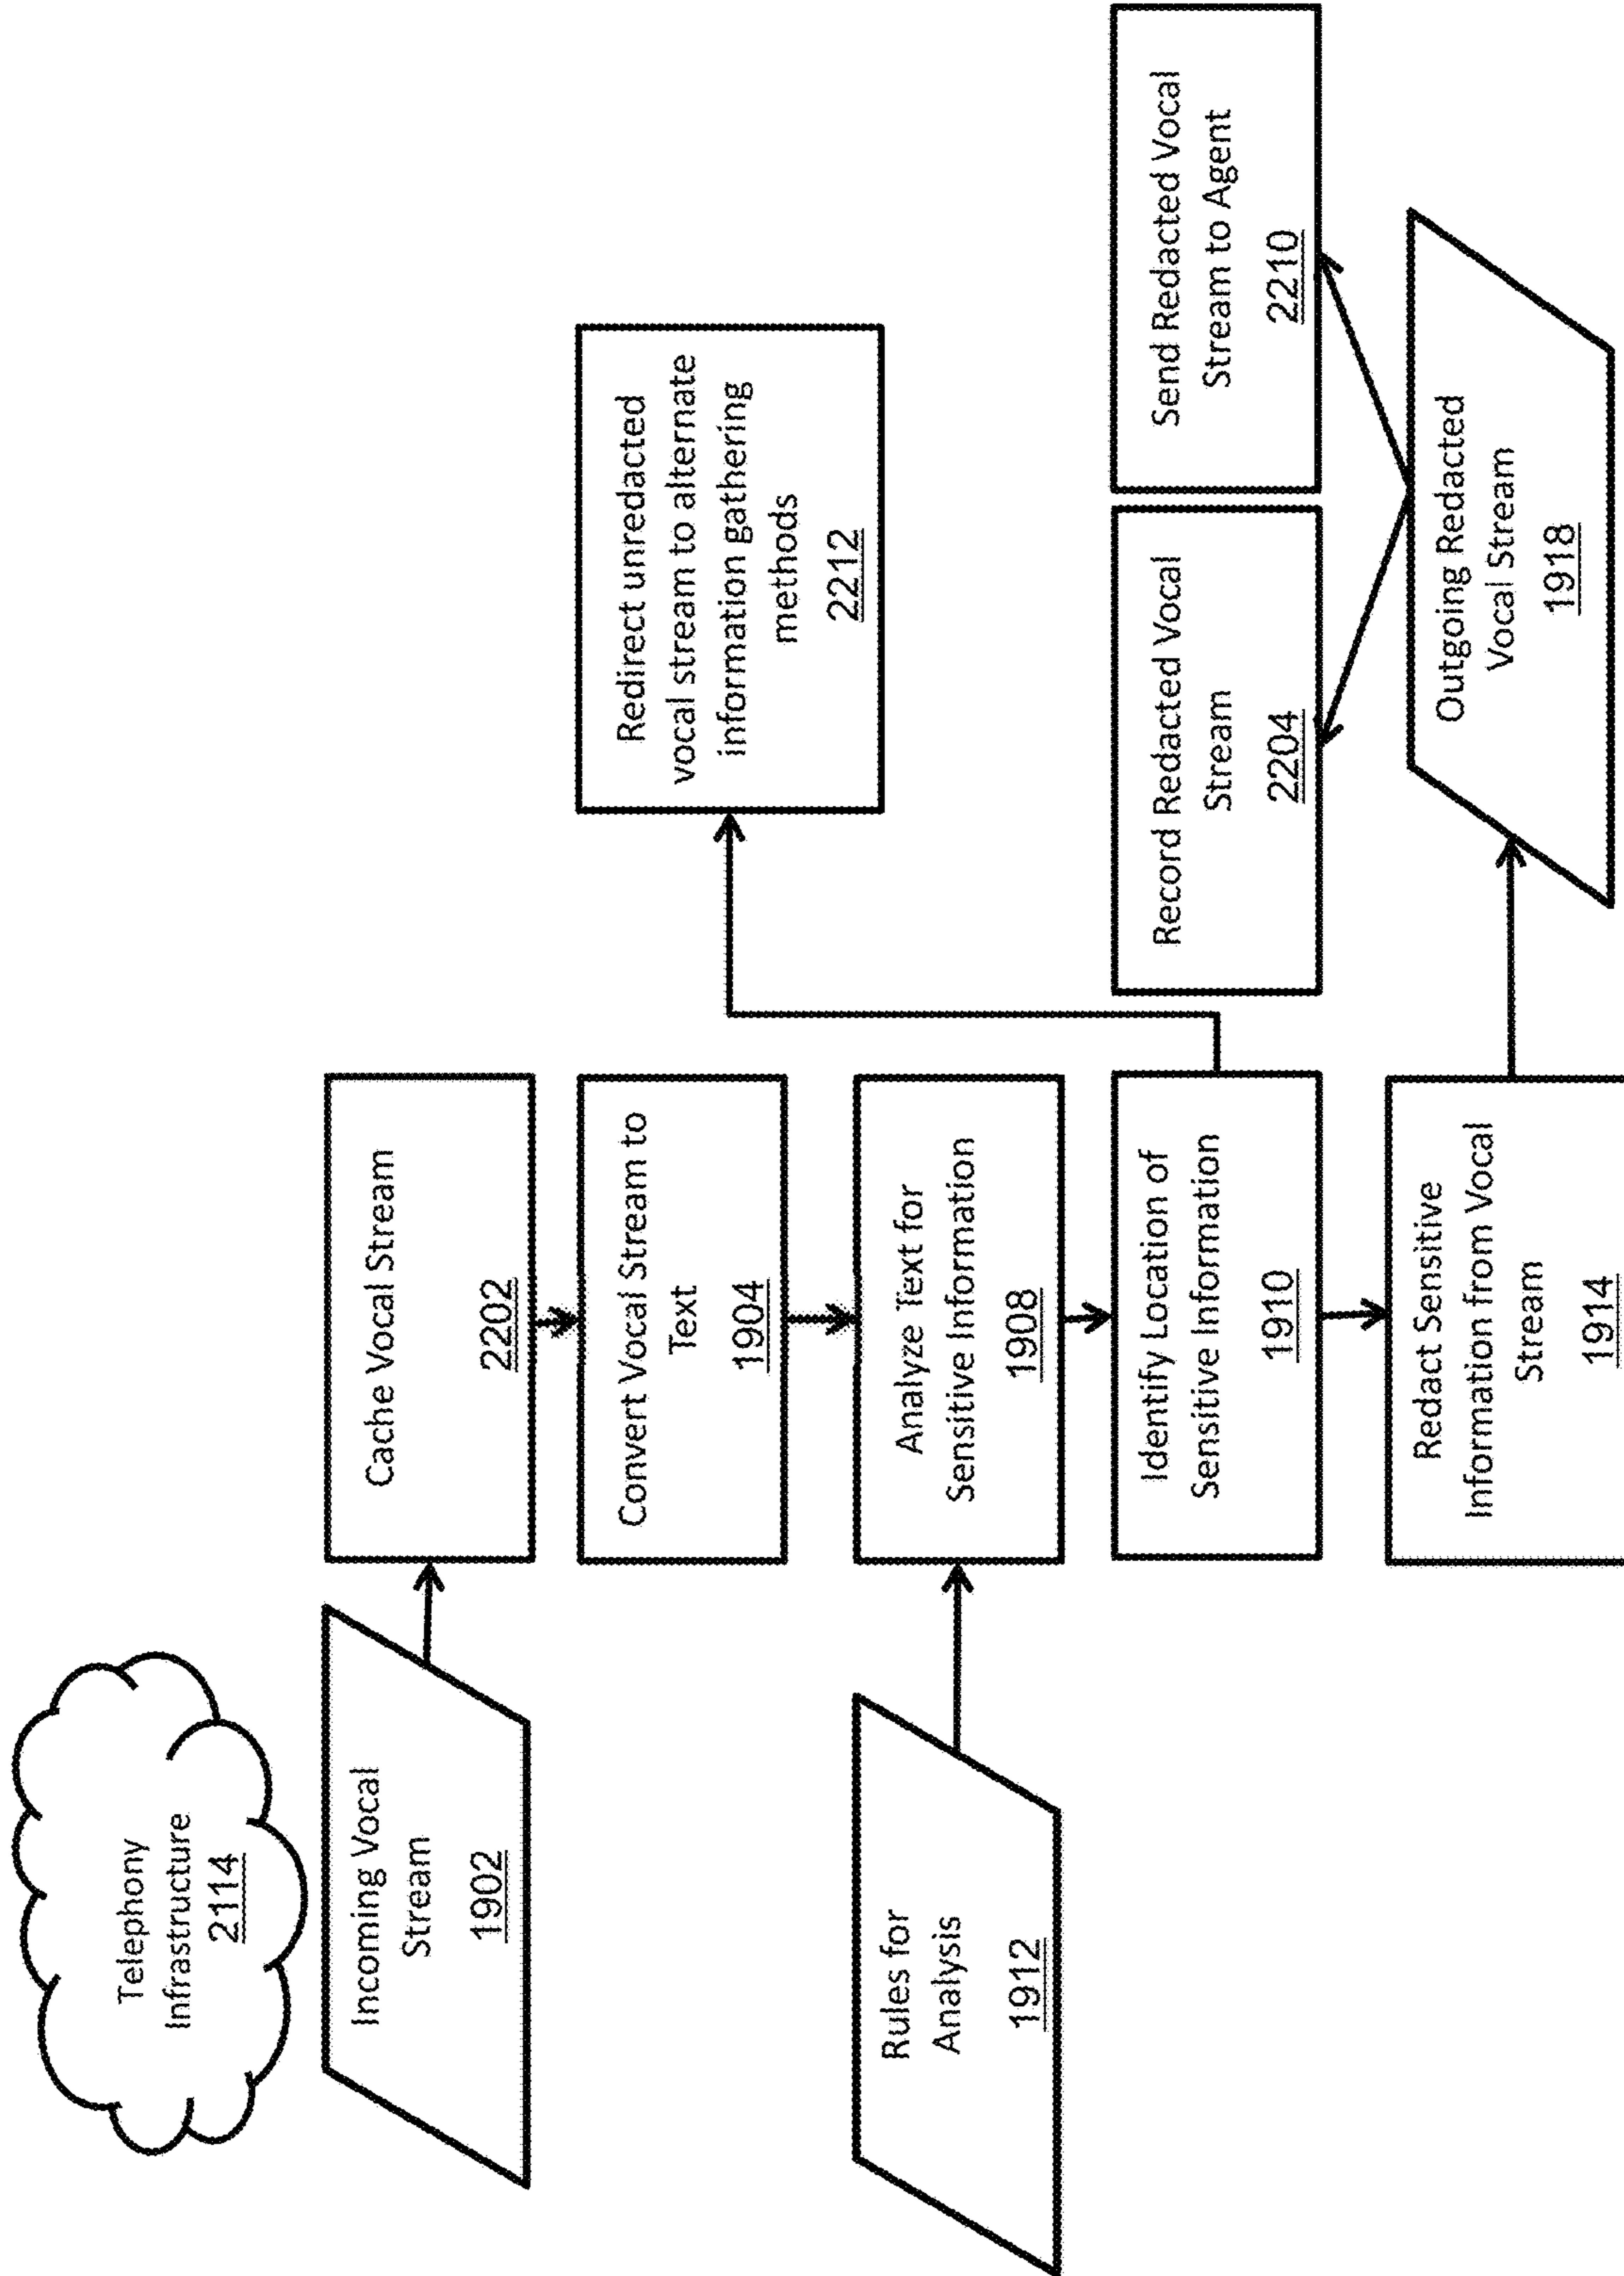 Telephony
Infrastructure
2114
Incoming Vocal
Stream
1902
Cache Vocal Stream
2202
Convert Vocal Stream to
Text
1904
Redirect unredacted
vocal stream to alternate
information gathering
methods
2212
Rules for
Analysis
1912
Analyze Text for
Sensitive Information
1908
Identify Location of
Sensitive Information
1910
Record Redacted Vocal
Stream
2204
Send Redacted Vocal
Stream to Agent
2210
Redact Sensitive
Information from Vocal
Stream
1914
Outgoing Redacted
Vocal Stream
1918